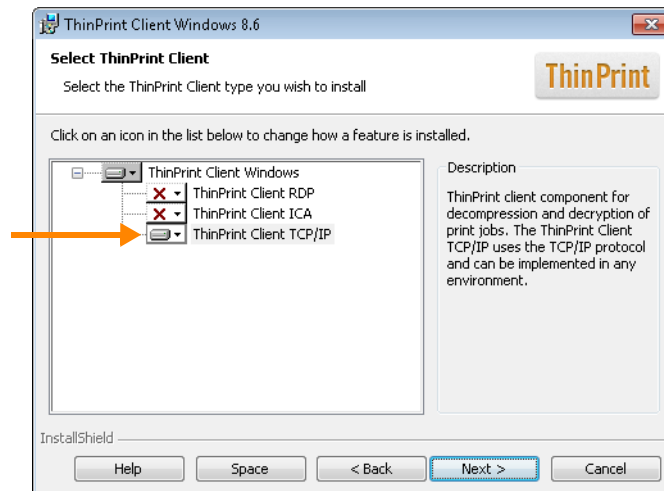 ThinPrint Client Windows 8.6
Select ThinPrint Client
Select the ThinPrint Client type you wish to install
ThinPrint
Click on an icon in the list below to change how a feature is installed.
ThinPrint Client Windows
ThinPrint Client RDP
ThinPrint Client ICA
ThinPrint Client TCP/IP
Description
ThinPrint client component for
decompression and decryption of
print jobs. The ThinPrint Client
TCP/IP uses the TCP/IP protocol
and can be implemented in any
environment.
InstallShield
Help
Space
< Back
Next >
Cancel